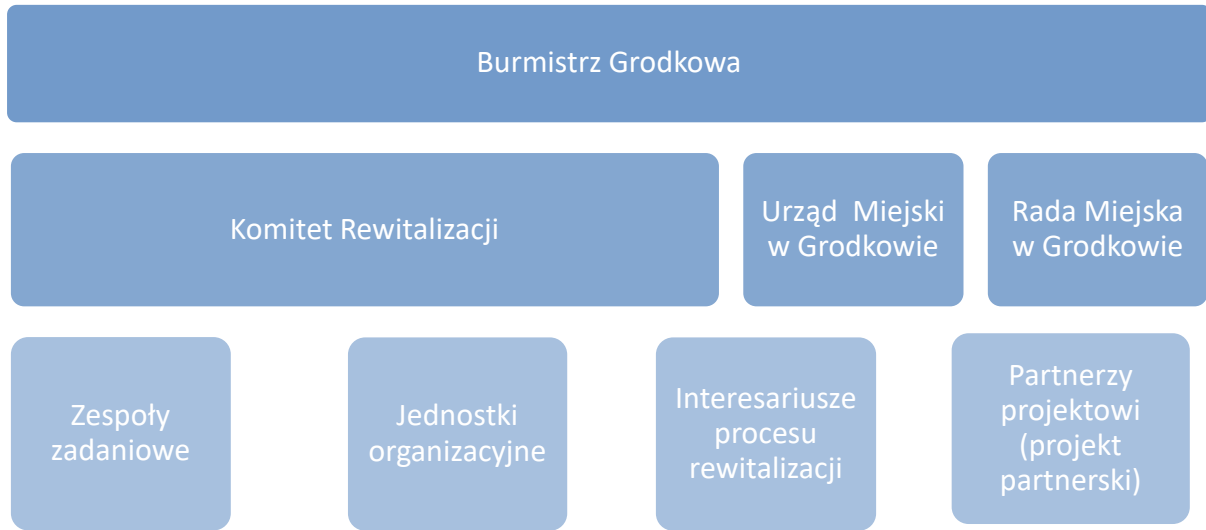 Burmistrz Grodkowa
Komitet Rewitalizacji
Urząd Miejski
w Grodkowie
Rada Miejska
w Grodkowie
Zespoły
zadaniowe
Jednostki
organizacyjne
Interesariusze
procesu
rewitalizacji
Partnerzy
projektowi
(projekt
partnerski)